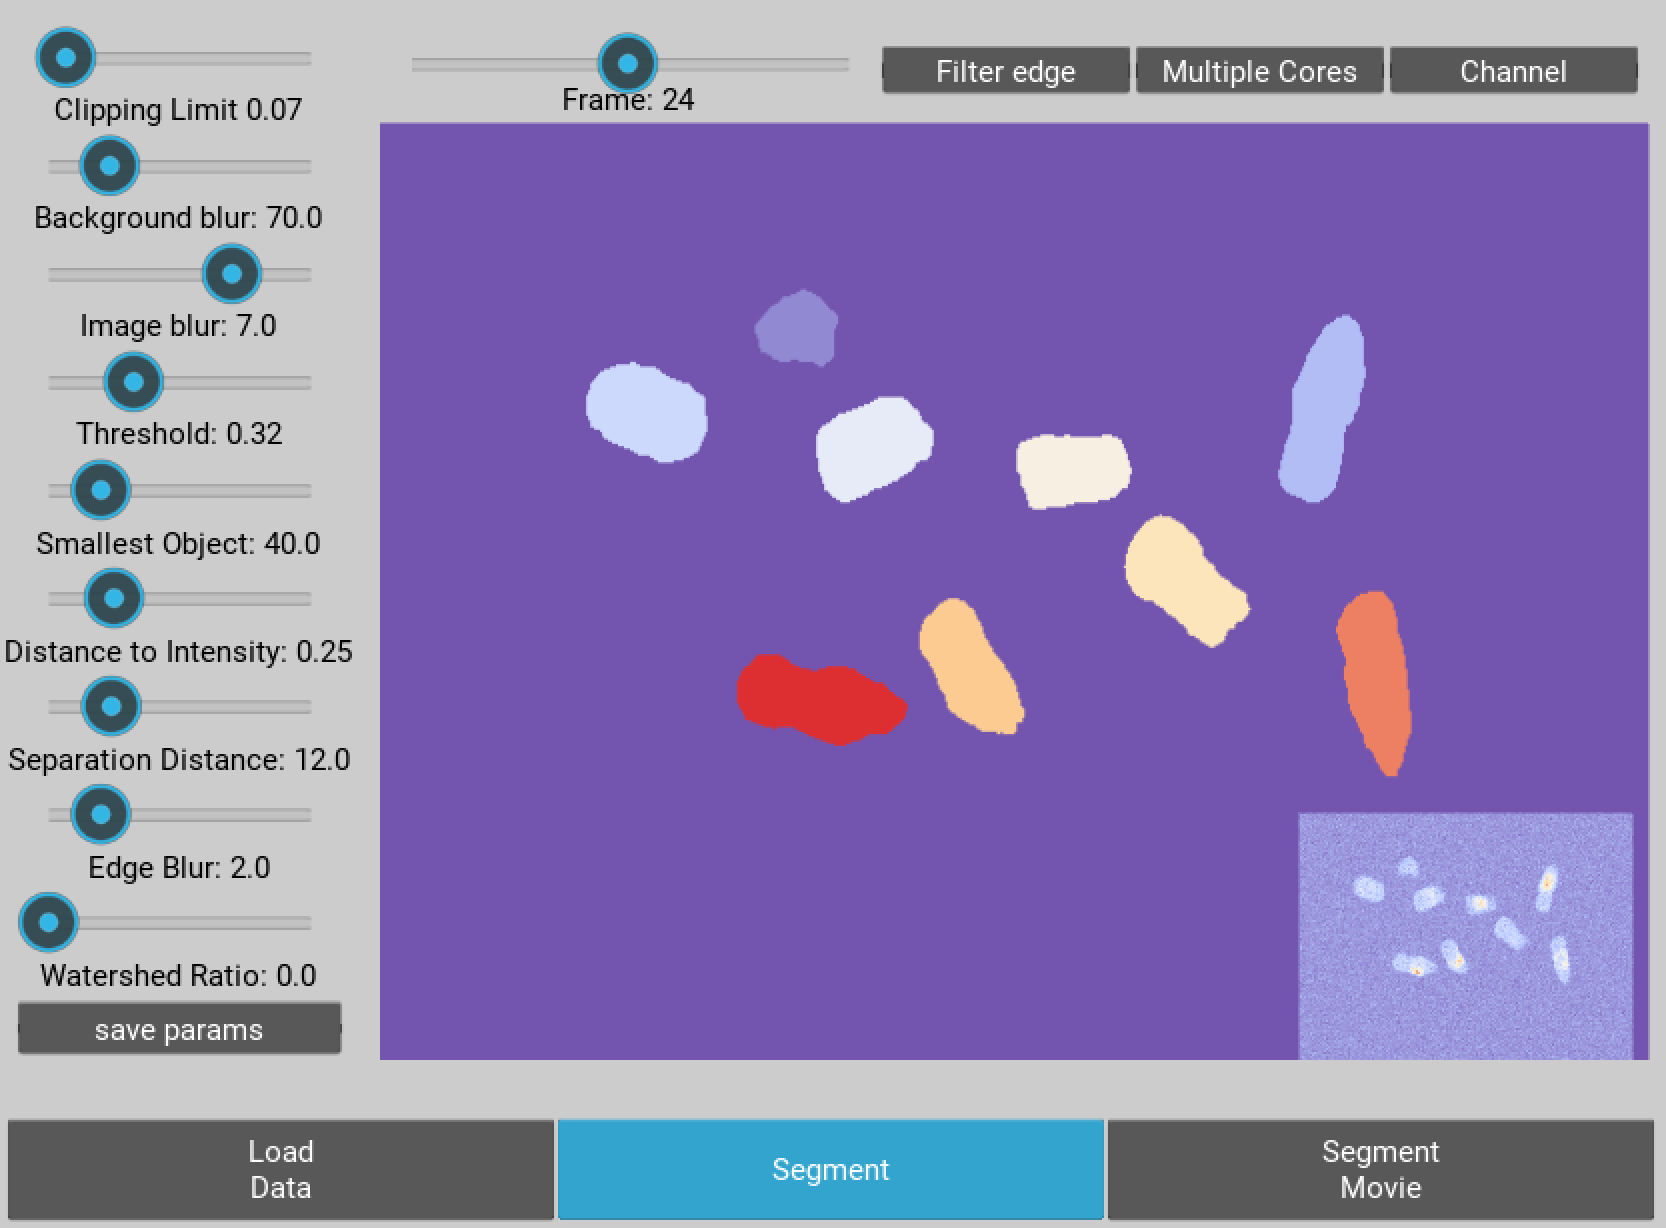 Clipping Limit 0.07
Background blur: 70.0
Image blur: 7.0
Threshold: 0.32
Smallest Object: 40.0
Distance to Intensity: 0.25
Separation Distance: 12.0
Edge Blur: 2.0
Watershed Ratio: 0.0
save params
Frame: 24
Filter edge
Multiple Cores
Channel
Load
Data
Segment
Segment
Movie